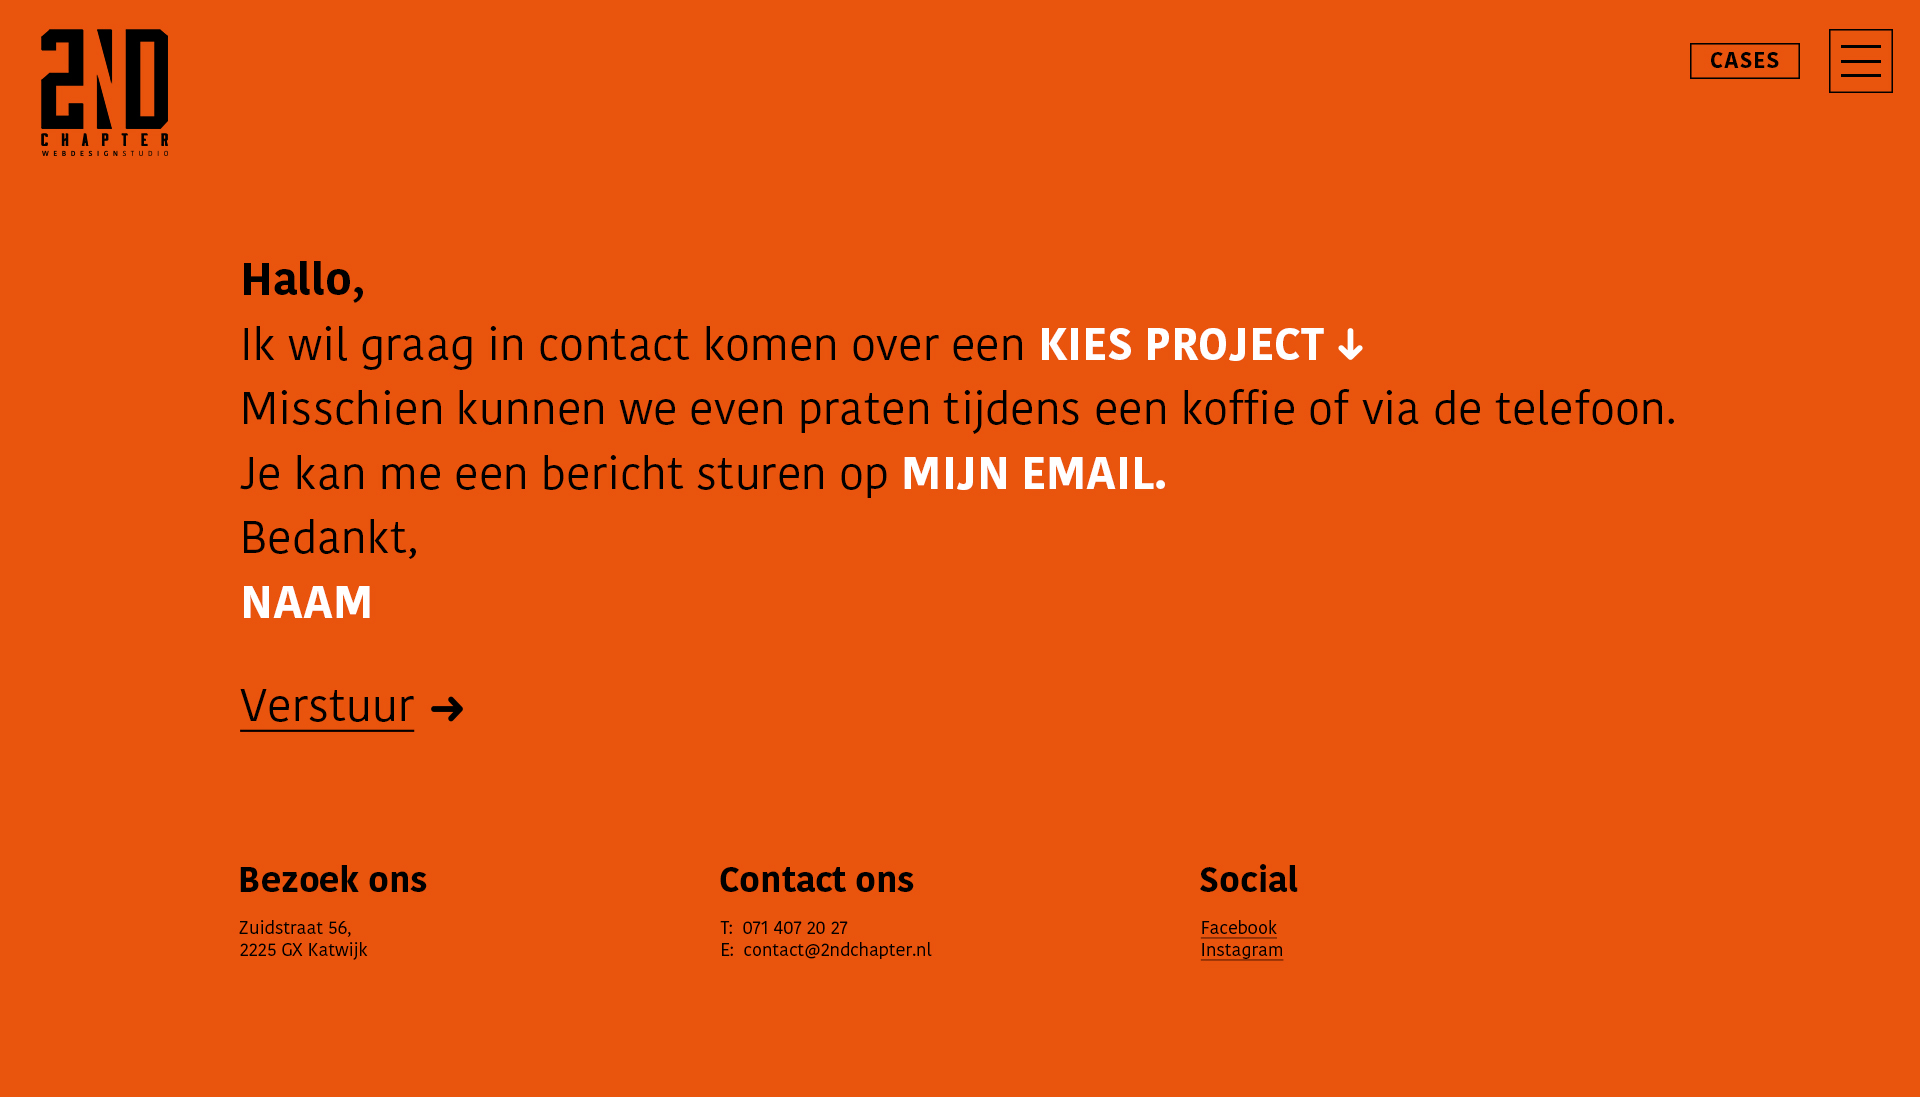 2ND
CHAPTER
WEBDESIGNSTUDIO
CASES
Hallo,
Ik wil graag in contact komen over een KIES PROJECT ↓
Misschien kunnen we even praten tijdens een koffie of via de telefoon.
Je kan me een bericht sturen op MIJN EMAIL.
Bedankt,
NAAM
Verstuur →
Bezoek ons
Zuidstraat 56,
2225 GX Katwijk
Contact ons
T: 071 407 20 27
E: contact@2ndchapter.nl
Social
Facebook
Instagram